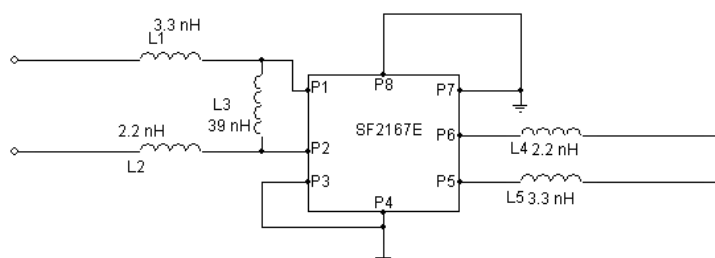 3.3 nH
L1
P1
P8
P7
L3
39 nH
SF2167E
2.2 nH
L2
P2
P6
L4 2.2 nH
P3
P5
P4
L5 3.3 nH